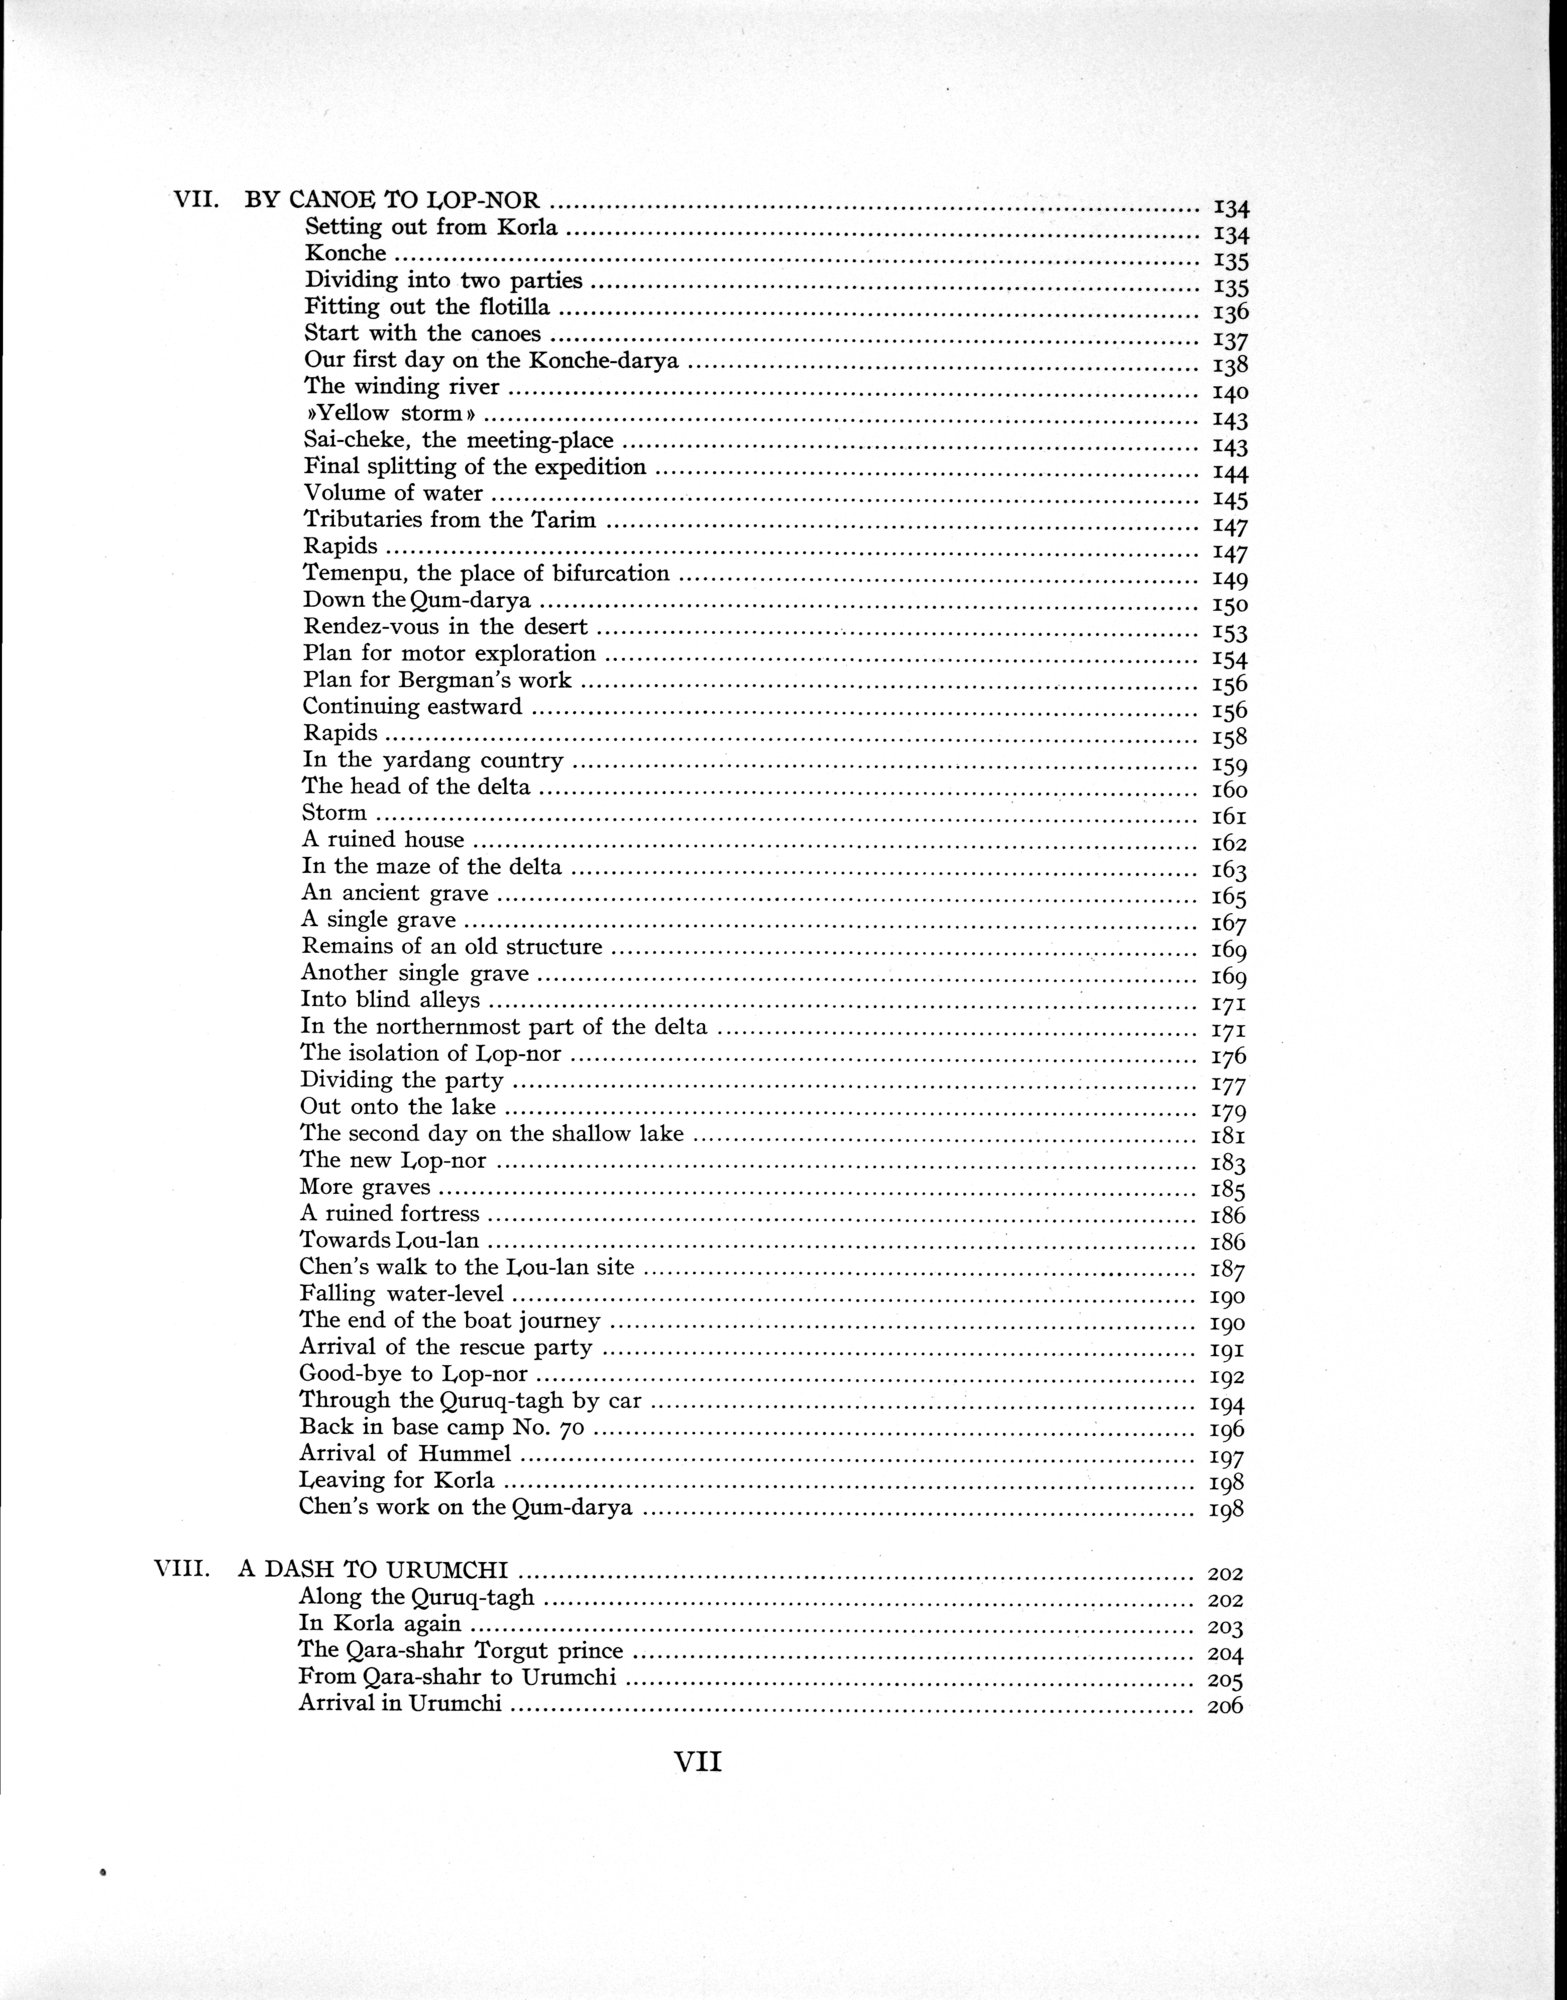 VII. BY CANOE TO LOP-NOR ........ 134
Setting out from Korla ........ 134
Konche ........ 135
Dividing into two parties ........ 135
Fitting out the flotilla ........ 136
Start with the canoes ........ 137
Our first day on the Konche-darya ........ 138
The winding river ........ 140
»Yellow storm» ........ 143
Sai-cheke, the meeting-place ........ 143
Final splitting of the expedition ........ 144
Volume of water ........ 145
Tributaries from the Tarim ........ 147
Rapids ........ 147
Temenpu, the place of bifurcation ........ 149
Down the Qum-darya ........ 150
Rendez-vous in the desert ........ 153
Plan for motor exploration ........ 154
Plan for Bergman's work ........ 156
Continuing eastward ........ 156
Rapids ........ 158
In the yardang country ........ 159
The head of the delta ........ 160
Storm ........ 161
A ruined house ........ 162
In the maze of the delta ........ 163
An ancient grave ........ 165
A single grave ........ 167
Remains of an old structure ........ 169
Another single grave ........ 169
Into blind alleys ........ 171
In the northernmost part of the delta ........ 171
The isolation of Lop-nor ........ 176
Dividing the party ........ 177
Out onto the lake ........ 179
The second day on the shallow lake ........ 181
The new Lop-nor ........ 183
More graves ........ 185
A ruined fortress ........ 186
Towards Lou-lan ........ 186
Chen's walk to the Lou-lan site ........ 187
Falling water-level ........ 190
The end of the boat journey ........ 190
Arrival of the rescue party ........ 191
Good-bye to Lop-nor ........ 192
Through the Quruq-tagh by car ........ 194
Back in base camp No. 70 ........ 196
Arrival of Hummel ........ 197
Leaving for Korla ........ 198
Chen's work on the Qum-darya ........ 198
VIII. A DASH TO URUMCHI ........ 202
Along the Quruq-tagh ........ 202
In Korla again ........ 203
The Qara-shahr Torgut prince ........ 204
From Qara-shahr to Urumchi ........ 205
Arrival in Urumchi ........ 206
VII